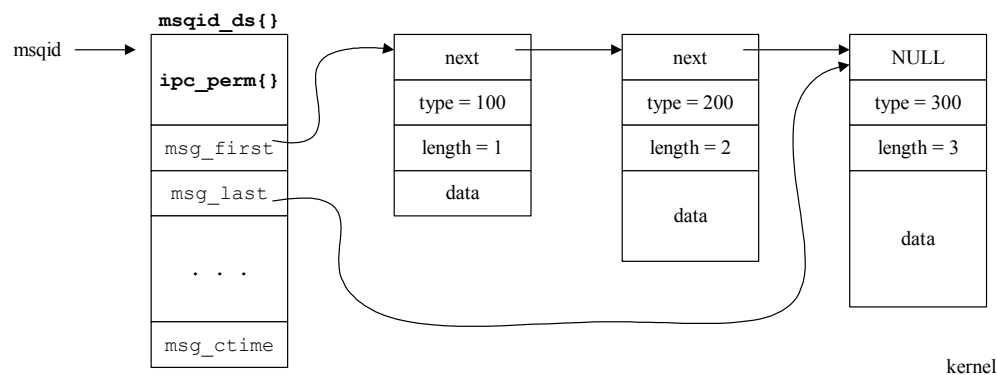 msqid_ds{}
msqid
ipc_perm{}
msg_first
msg_last
. . .
msg_ctime
next
type = 100
length = 1
data
next
type = 200
length = 2
data
NULL
type = 300
length = 3
data
kernel